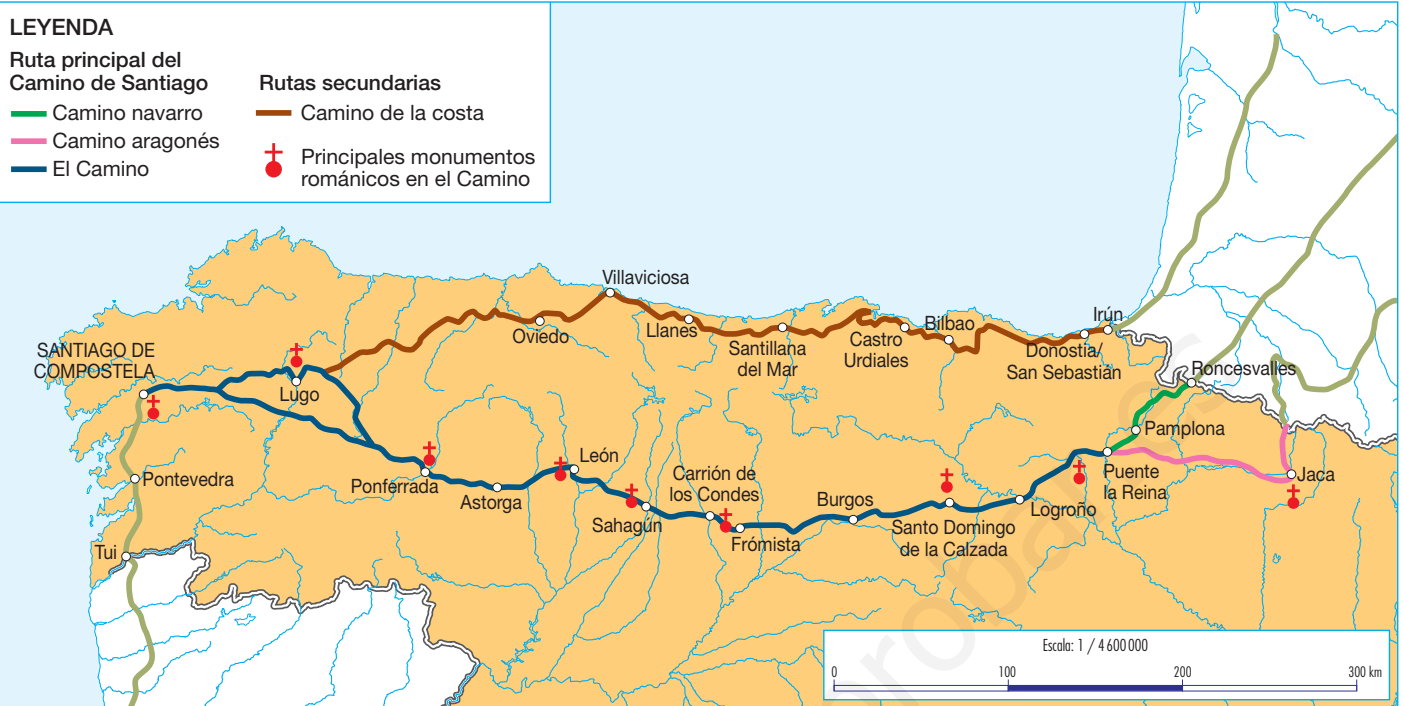 LEYENDA
Ruta principal del
Camino de Santiago
Camino navarro
Camino aragonés
El Camino
Rutas secundarias
Camino de la costa
Principales monumentos
románicos en el Camino
Villaviciosa
Oviedo
Llanes
Santillana
del Mar
Castro
Urdiales
Bilbao
Donostia/
San Sebastián
Irún
SANTIAGO DE
COMPOSTELA
Lugo
Roncesvalles
Pamplona
Puente
la Reina
Jaca
Pontevedra
Ponferrada
Astorga
León
Sahagún
Carrión de
los Condes
Frómista
Burgos
Santo Domingo
de la Calzada
Logroño
Tui
Escala: 1 / 4 600 000
0 100 200 300 km